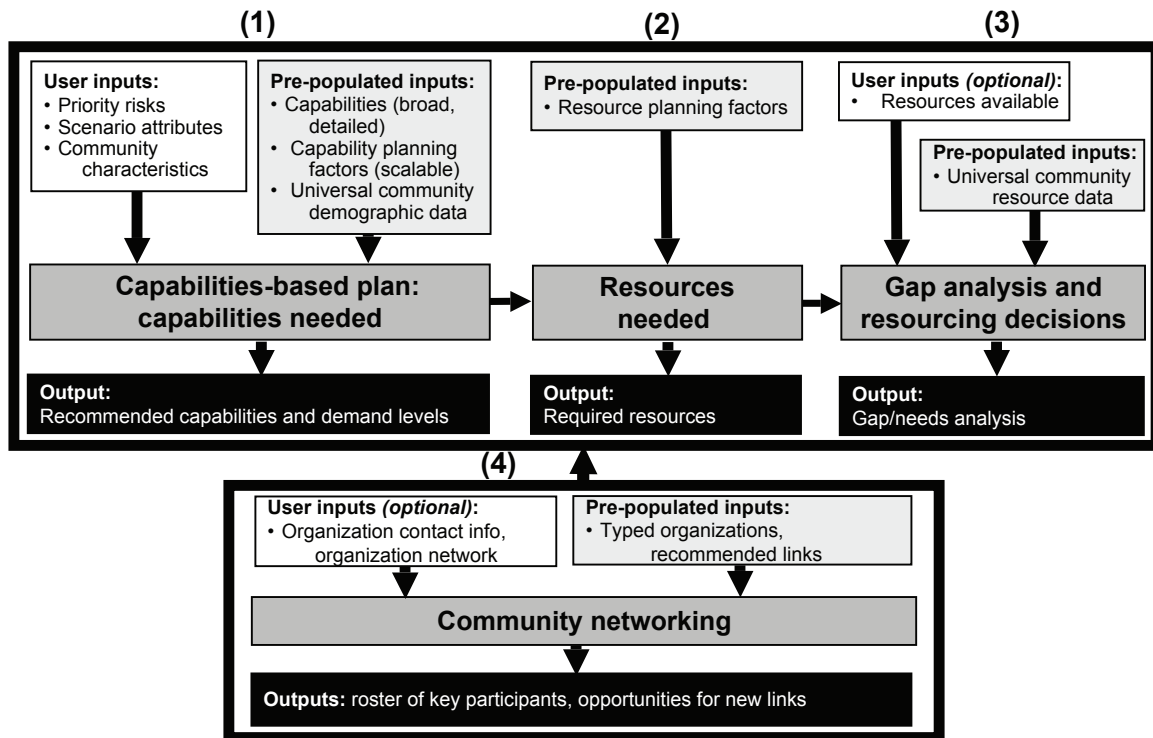 (1)
User inputs:
• Priority risks
• Scenario attributes
• Community
characteristics
Pre-populated inputs:
• Capabilities (broad,
detailed)
• Capability planning
factors (scalable)
• Universal community
demographic data
Capabilities-based plan:
capabilities needed
Output:
Recommended capabilities and demand levels
(2)
Pre-populated inputs:
• Resource planning factors
Resources
needed
Output:
Required resources
(3)
User inputs (optional):
• Resources available
Pre-populated inputs:
• Universal community
resource data
Gap analysis and
resourcing decisions
Output:
Gap/needs analysis
(4)
User inputs (optional):
• Organization contact info,
organization network
Pre-populated inputs:
• Typed organizations,
recommended links
Community networking
Outputs: roster of key participants, opportunities for new links